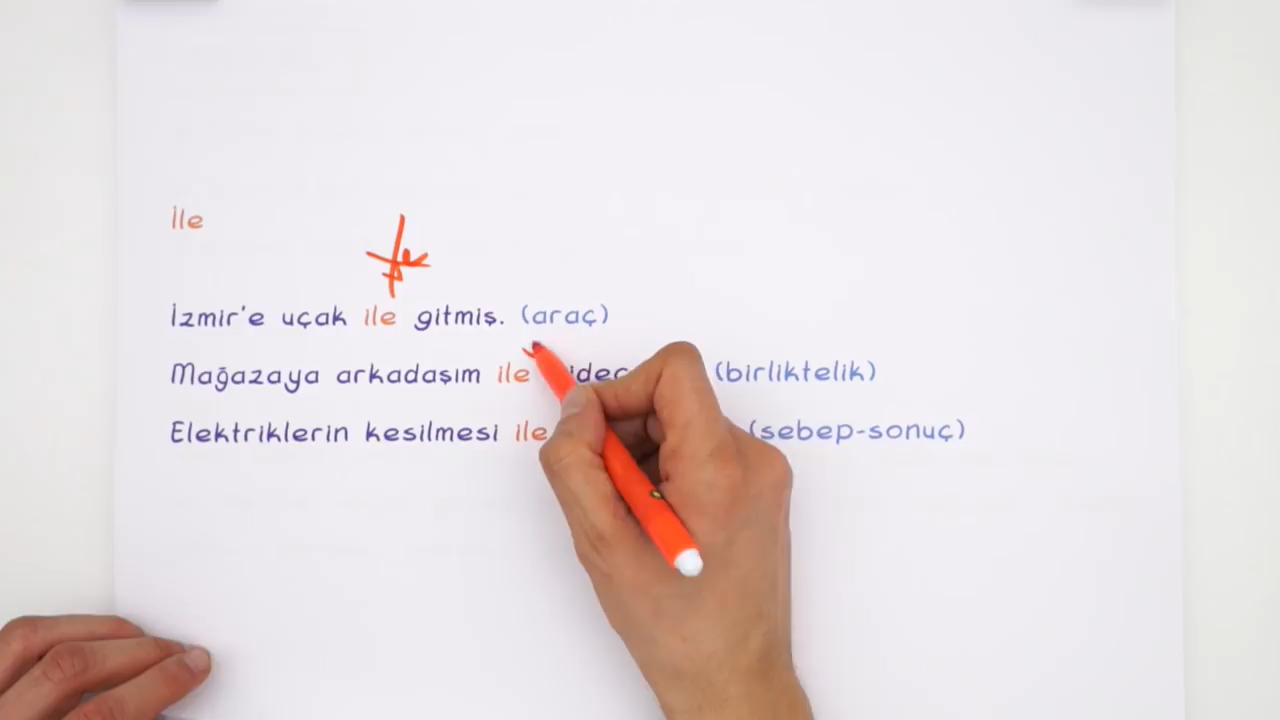 İle
İzmir'e uçak ile gitmiş. (araç)
Mağazaya arkadaşım ile (birliktelik)
Elektriklerin kesilmesi ile (sebep-sonuç)